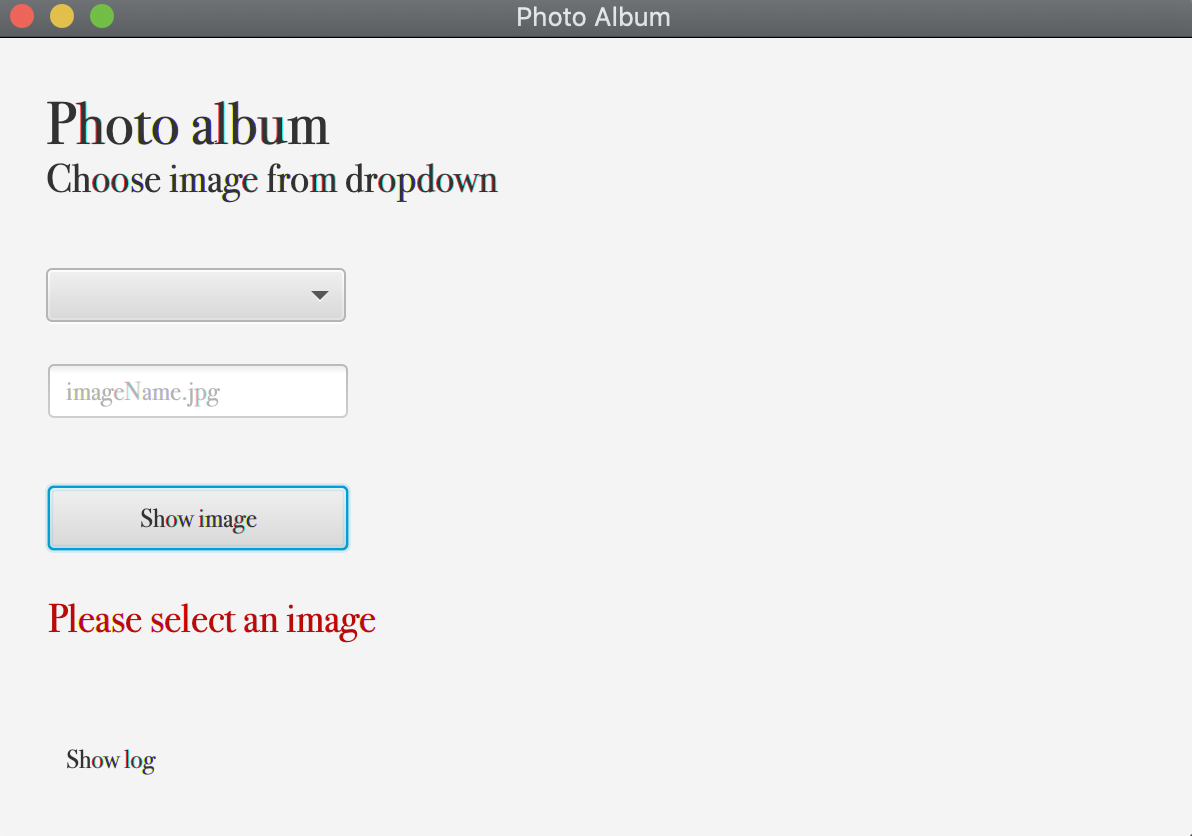 Photo Album
Photo album
Choose image from dropdown
imageName.jpg
Show image
Please select an image
Show log